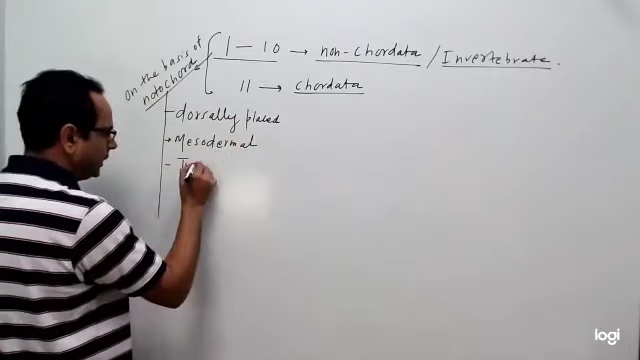 on the basis of
notochord
1 - 10 → non-Chordata / Invertebrate.
11 → chordata
- dorsally placed
→ Mesodermal
-
logi